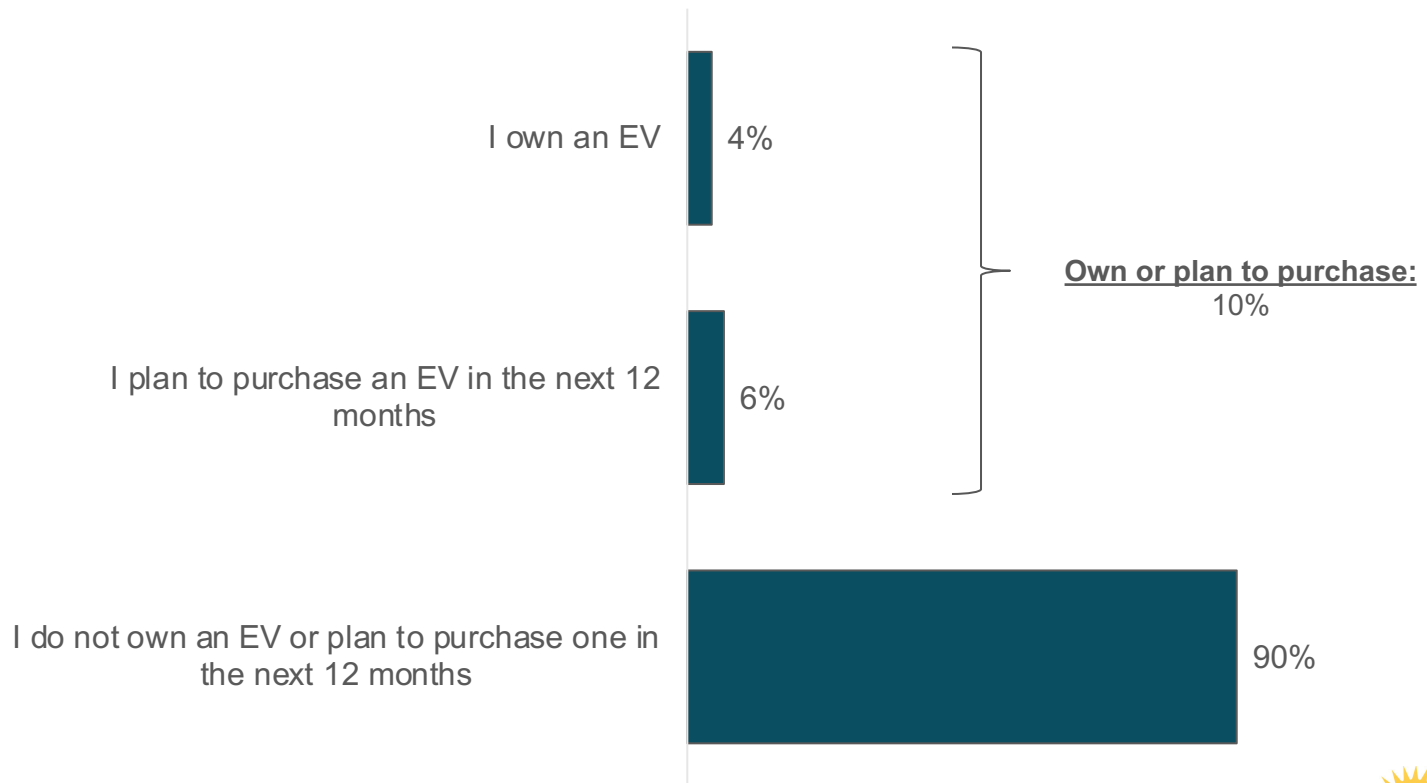 I own an EV
4%
Own or plan to purchase:
10%
I plan to purchase an EV in the next 12
months
6%
I do not own an EV or plan to purchase one in
the next 12 months
90%